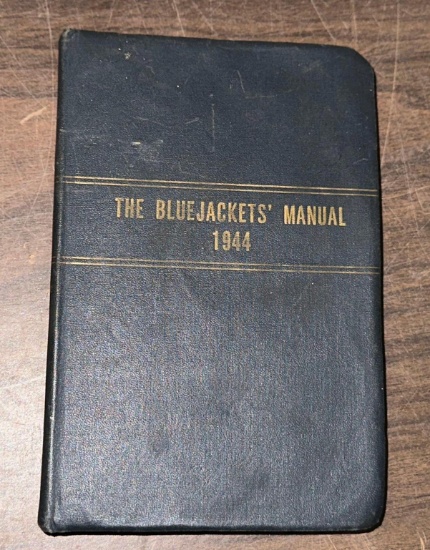 THE BLUEJACKETS' MANUAL
1944